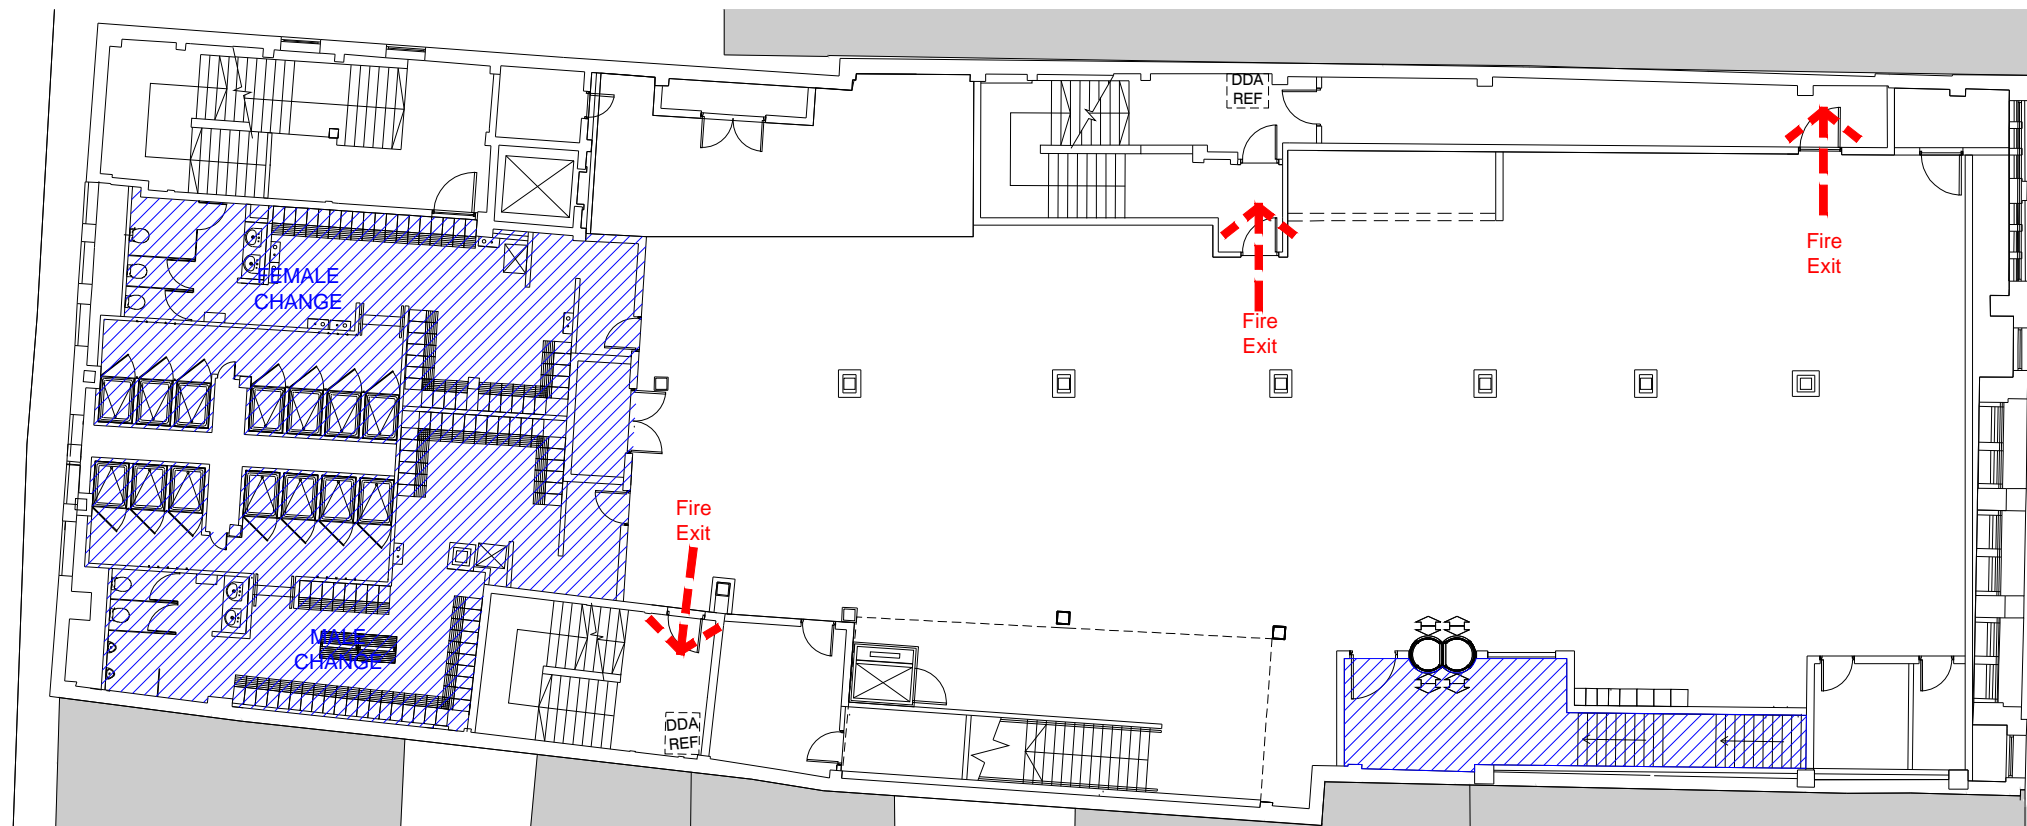 DDA
REF
Fire
Exit
FEMALE
CHANGE
Fire
Exit
Fire
Exit
MALE
CHANGE
DDA
REF